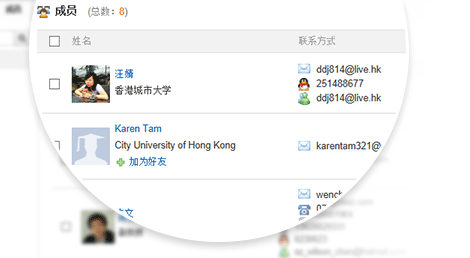 成员 (总数：8)
姓名 联系方式
汪婧
香港城市大学
ddj814@live.hk
251488677
ddj814@live.hk
Karen Tam
City University of Hong Kong
加为好友
karentam321@
wench
文